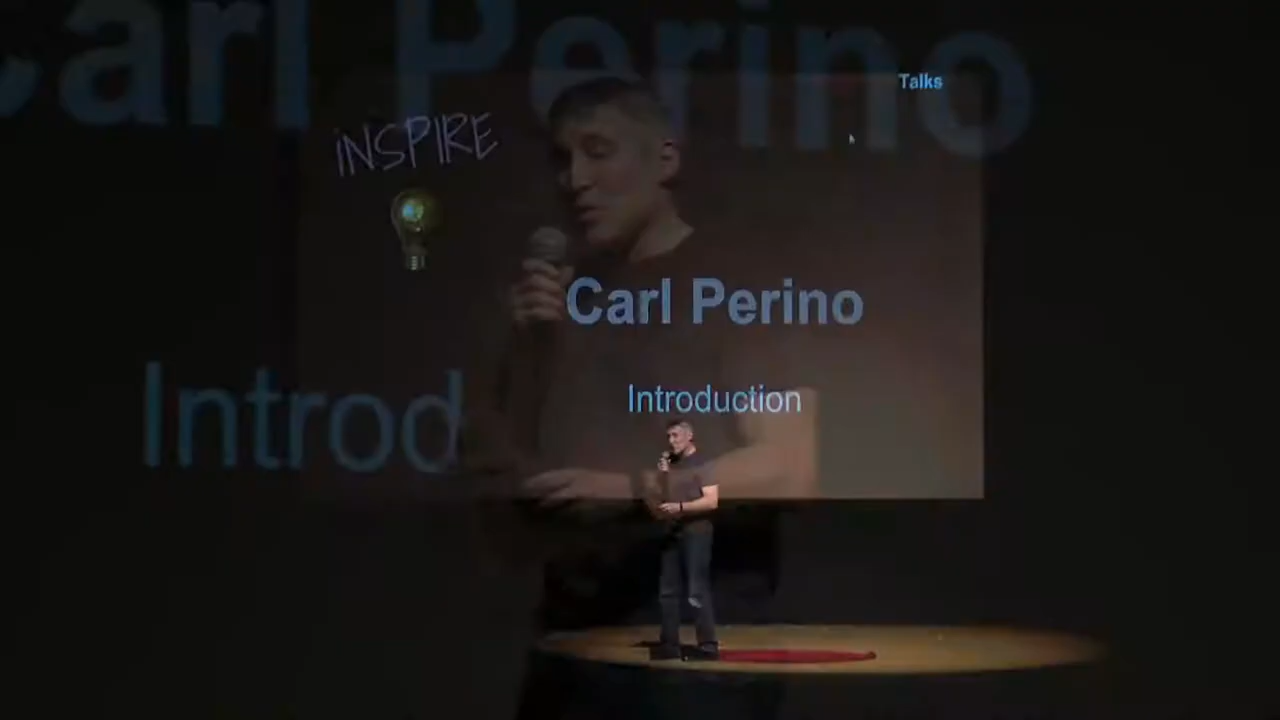 Carl Perino
Talks
iNSPIRE
Carl Perino
Introd
Introduction